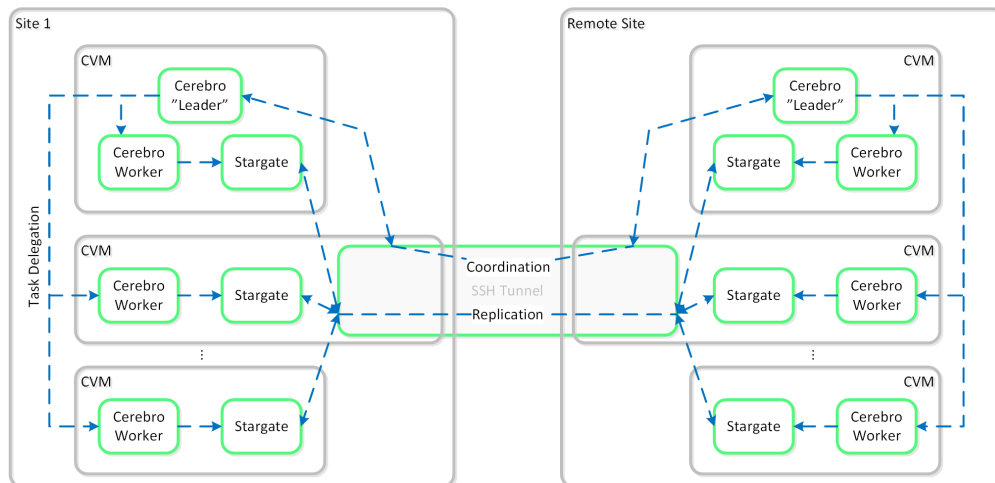 Site 1
CVM
Cerebro
”Leader”
Cerebro
Worker
Stargate
Task Delegation
CVM
Cerebro
Worker
Stargate
...
CVM
Cerebro
Worker
Stargate
Coordination
SSH Tunnel
Replication
Remote Site
CVM
Cerebro
”Leader”
Stargate
Cerebro
Worker
CVM
Stargate
Cerebro
Worker
...
CVM
Stargate
Cerebro
Worker